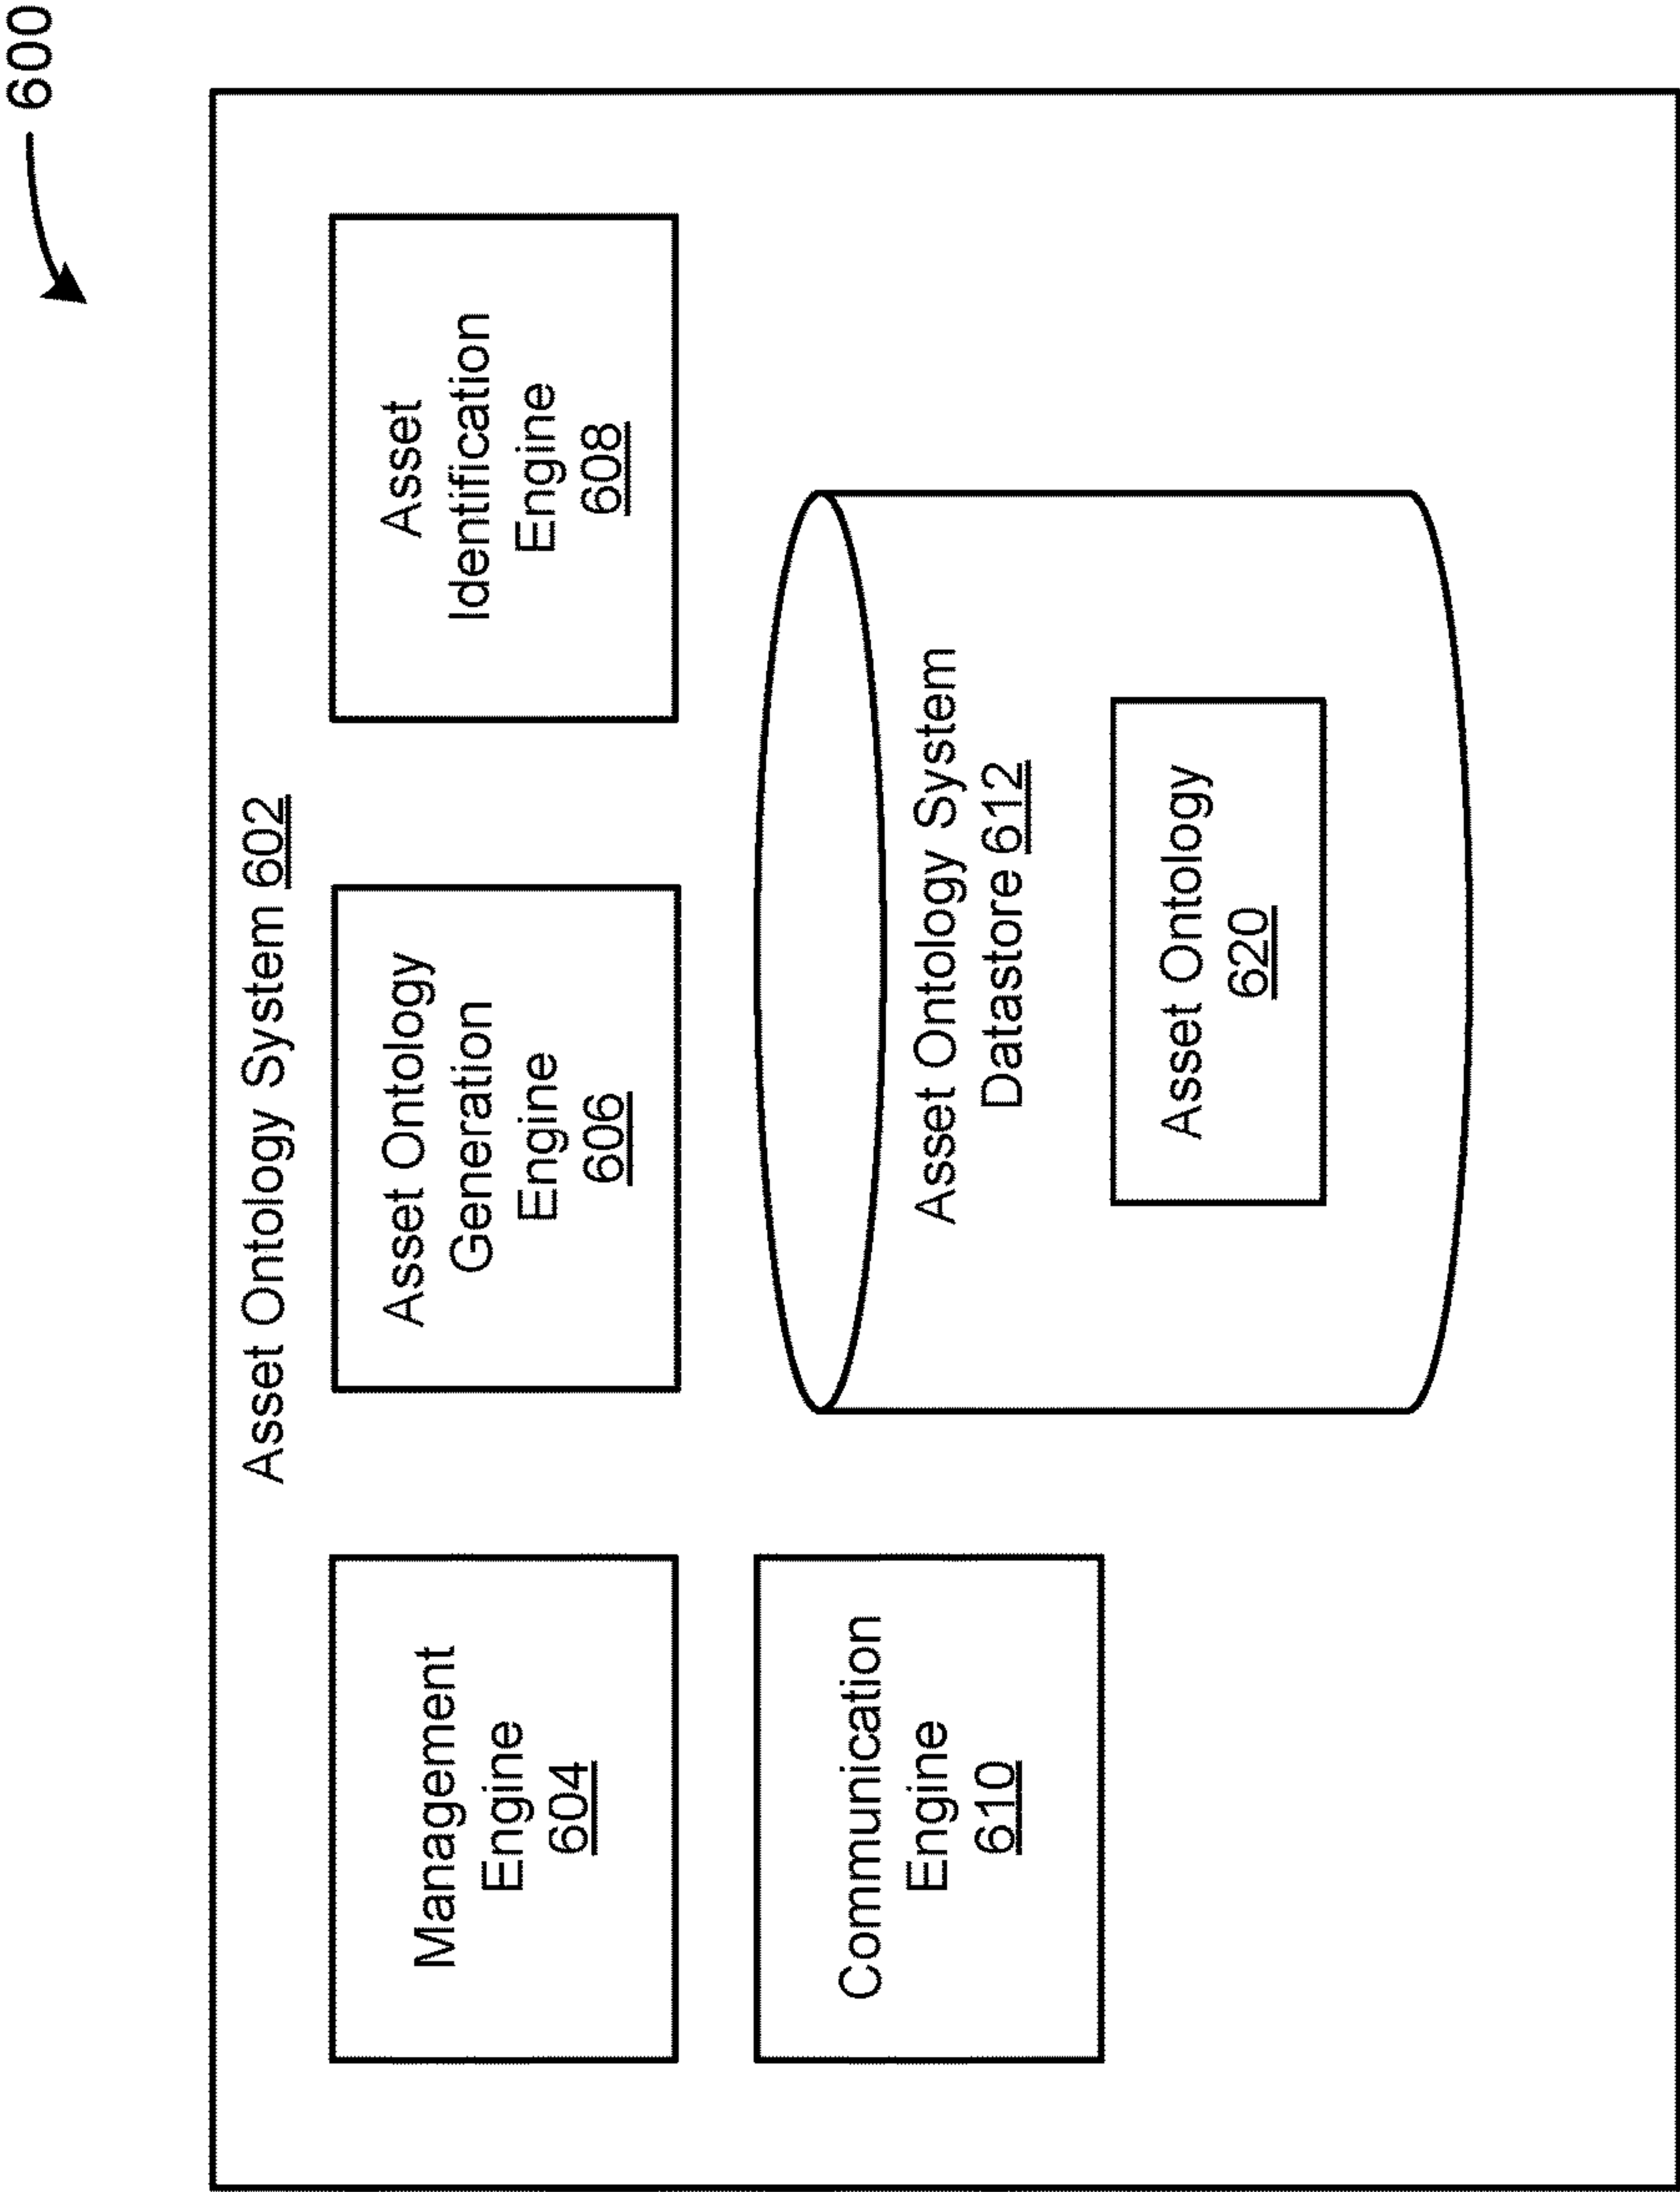 600
Asset Ontology System 602
Management
Engine
604
Asset Ontology
Generation
Engine
606
Asset
Identification
Engine
608
Communication
Engine
610
Asset Ontology System
Datastore 612
Asset Ontology
620